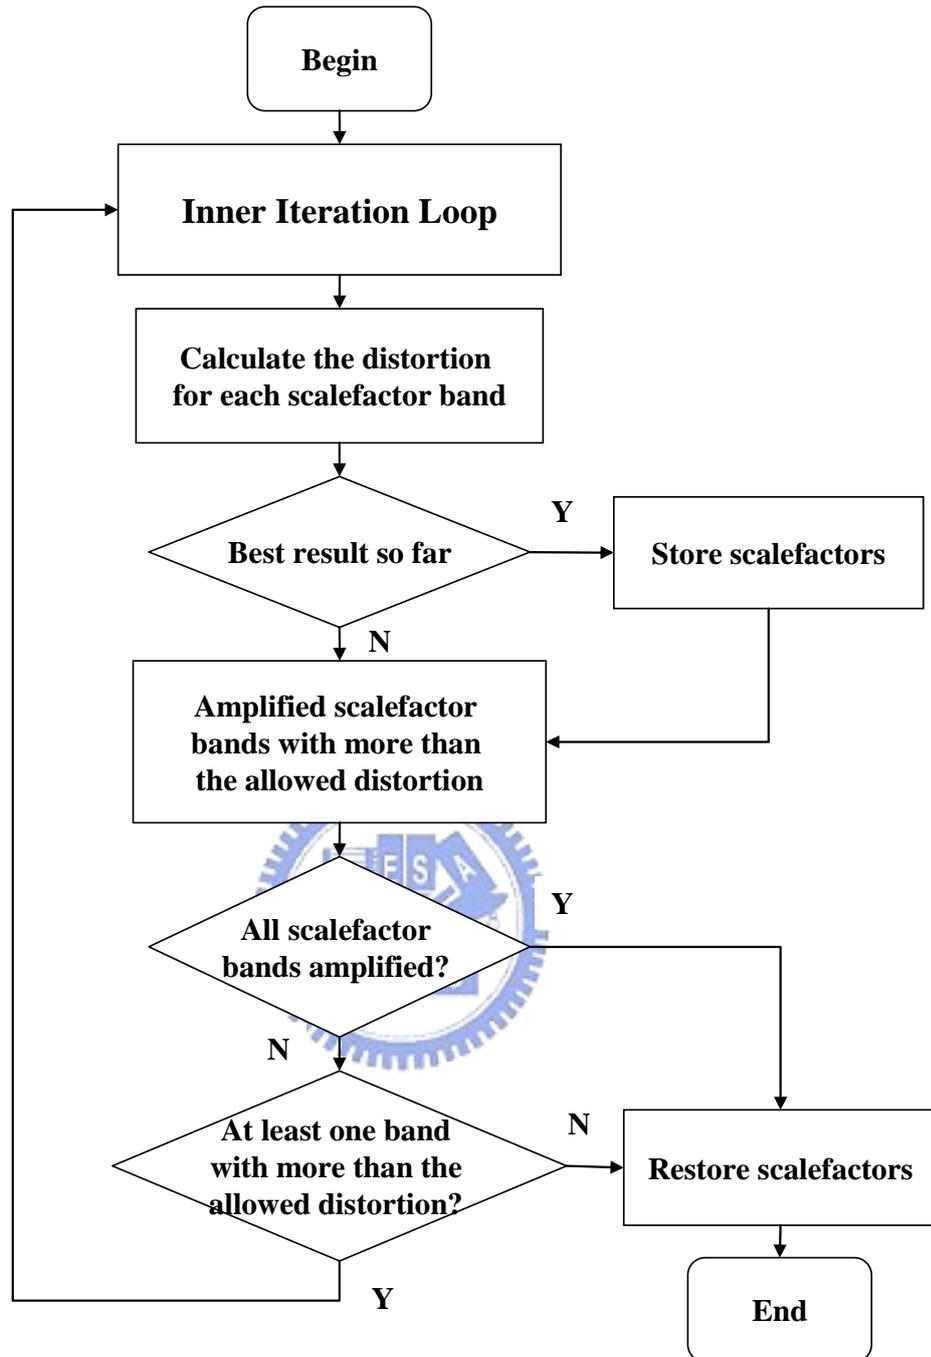 Begin
Inner Iteration Loop
Calculate the distortion
for each scalefactor band
Best result so far
Y
Store scalefactors
N
Amplified scalefactor
bands with more than
the allowed distortion
E S A
All scalefactor
bands amplified?
Y
N
At least one band
with more than the
allowed distortion?
N
Restore scalefactors
Y
End